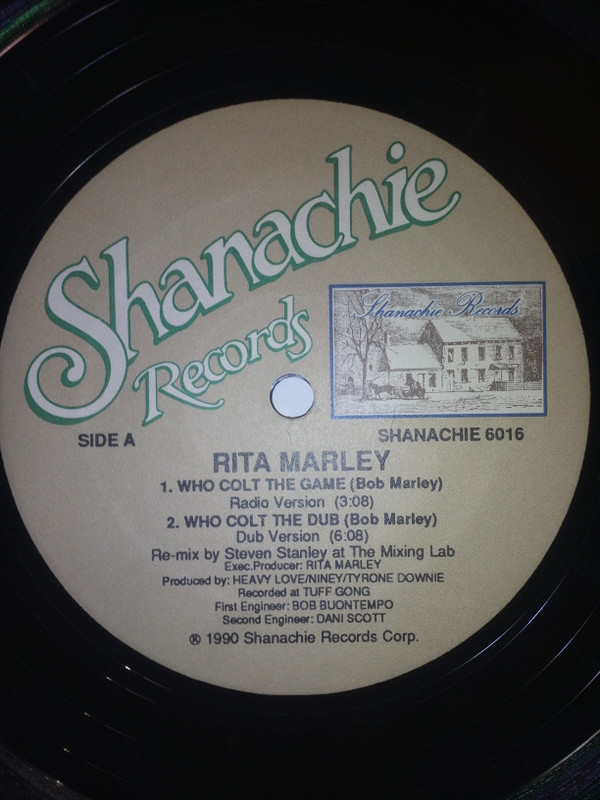 Shanachie
Records
Shanachie Records
SIDE A
SHANACHIE 6016
RITA MARLEY
1. WHO COLT THE GAME (Bob Marley)
Radio Version (3:08)
2. WHO COLT THE DUB (Bob Marley)
Dub Version (6:08)
Re-mix by Steven Stanley at The Mixing Lab
Exec.Producer: RITA MARLEY
Produced by: HEAVY LOVE/NINEY/TYRONE DOWNIE
Recorded at TUFF GONG
First Engineer: BOB BUONTEMPO
Second Engineer: DANI SCOTT
® 1990 Shanachie Records Corp.